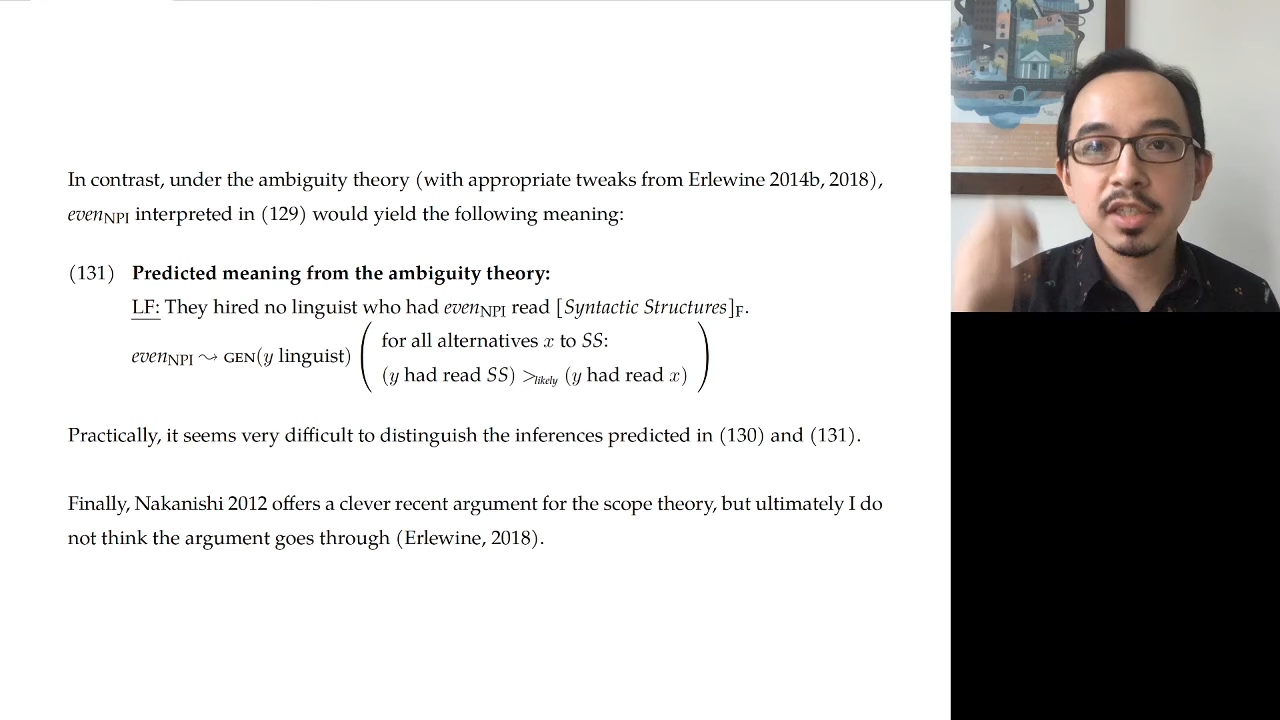 In contrast, under the ambiguity theory (with appropriate tweaks from Erlewine 2014b, 2018),
evenNPI interpreted in (129) would yield the following meaning:
(131) Predicted meaning from the ambiguity theory:
LF: They hired no linguist who had evenNPI read [Syntactic Structures]F.
evenNPI ⤳ GEN(y linguist) ( for all alternatives x to SS:
(y had read SS) >likely (y had read x) )
Practically, it seems very difficult to distinguish the inferences predicted in (130) and (131).
Finally, Nakanishi 2012 offers a clever recent argument for the scope theory, but ultimately I do
not think the argument goes through (Erlewine, 2018).